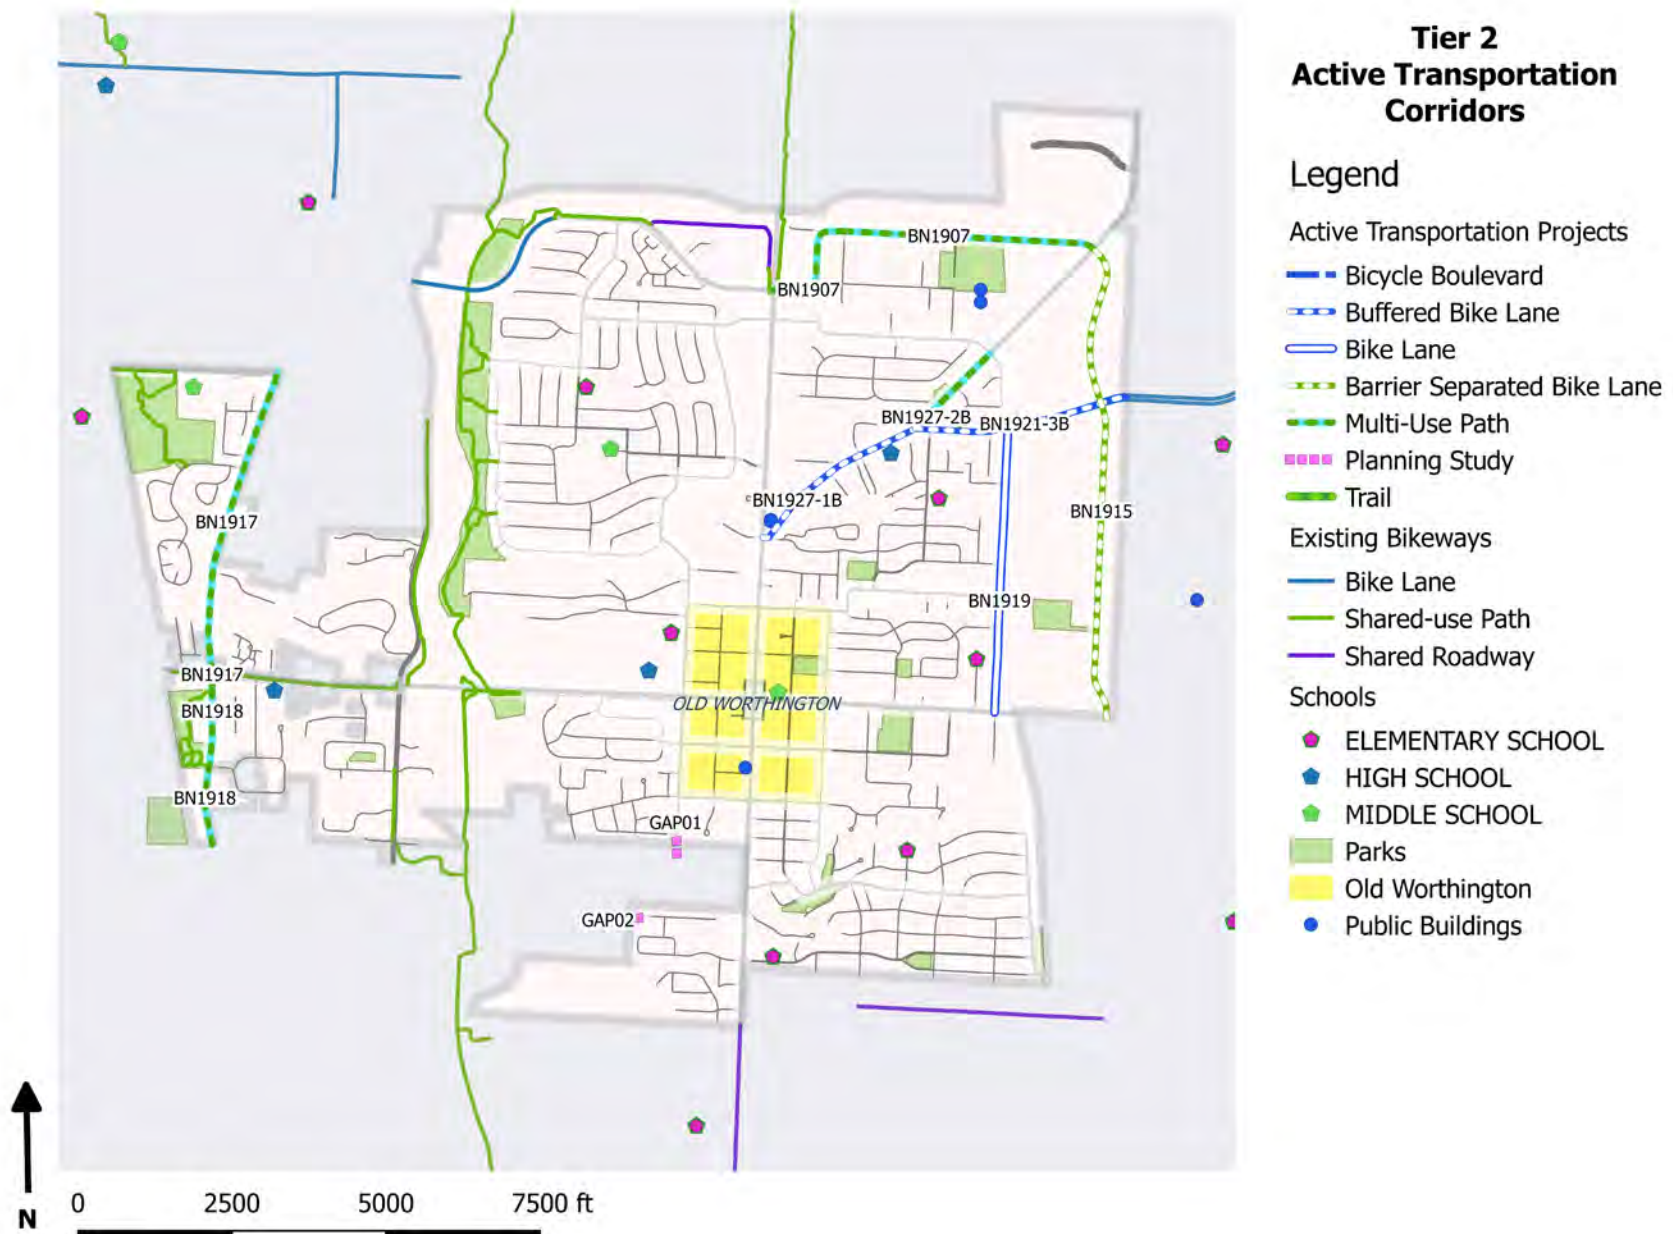 Tier 2
Active Transportation
Corridors
Legend
Active Transportation Projects
Bicycle Boulevard
Buffered Bike Lane
Bike Lane
Barrier Separated Bike Lane
Multi-Use Path
Planning Study
Trail
Existing Bikeways
Bike Lane
Shared-use Path
Shared Roadway
Schools
ELEMENTARY SCHOOL
HIGH SCHOOL
MIDDLE SCHOOL
Parks
Old Worthington
Public Buildings
BN1907
BN1907
BN1927-2B
BN1921-3B
BN1927-1B
BN1915
BN1917
BN1919
BN1917
OLD WORTHINGTON
BN1918
BN1918
GAP01
GAP02
N
0 2500 5000 7500 ft